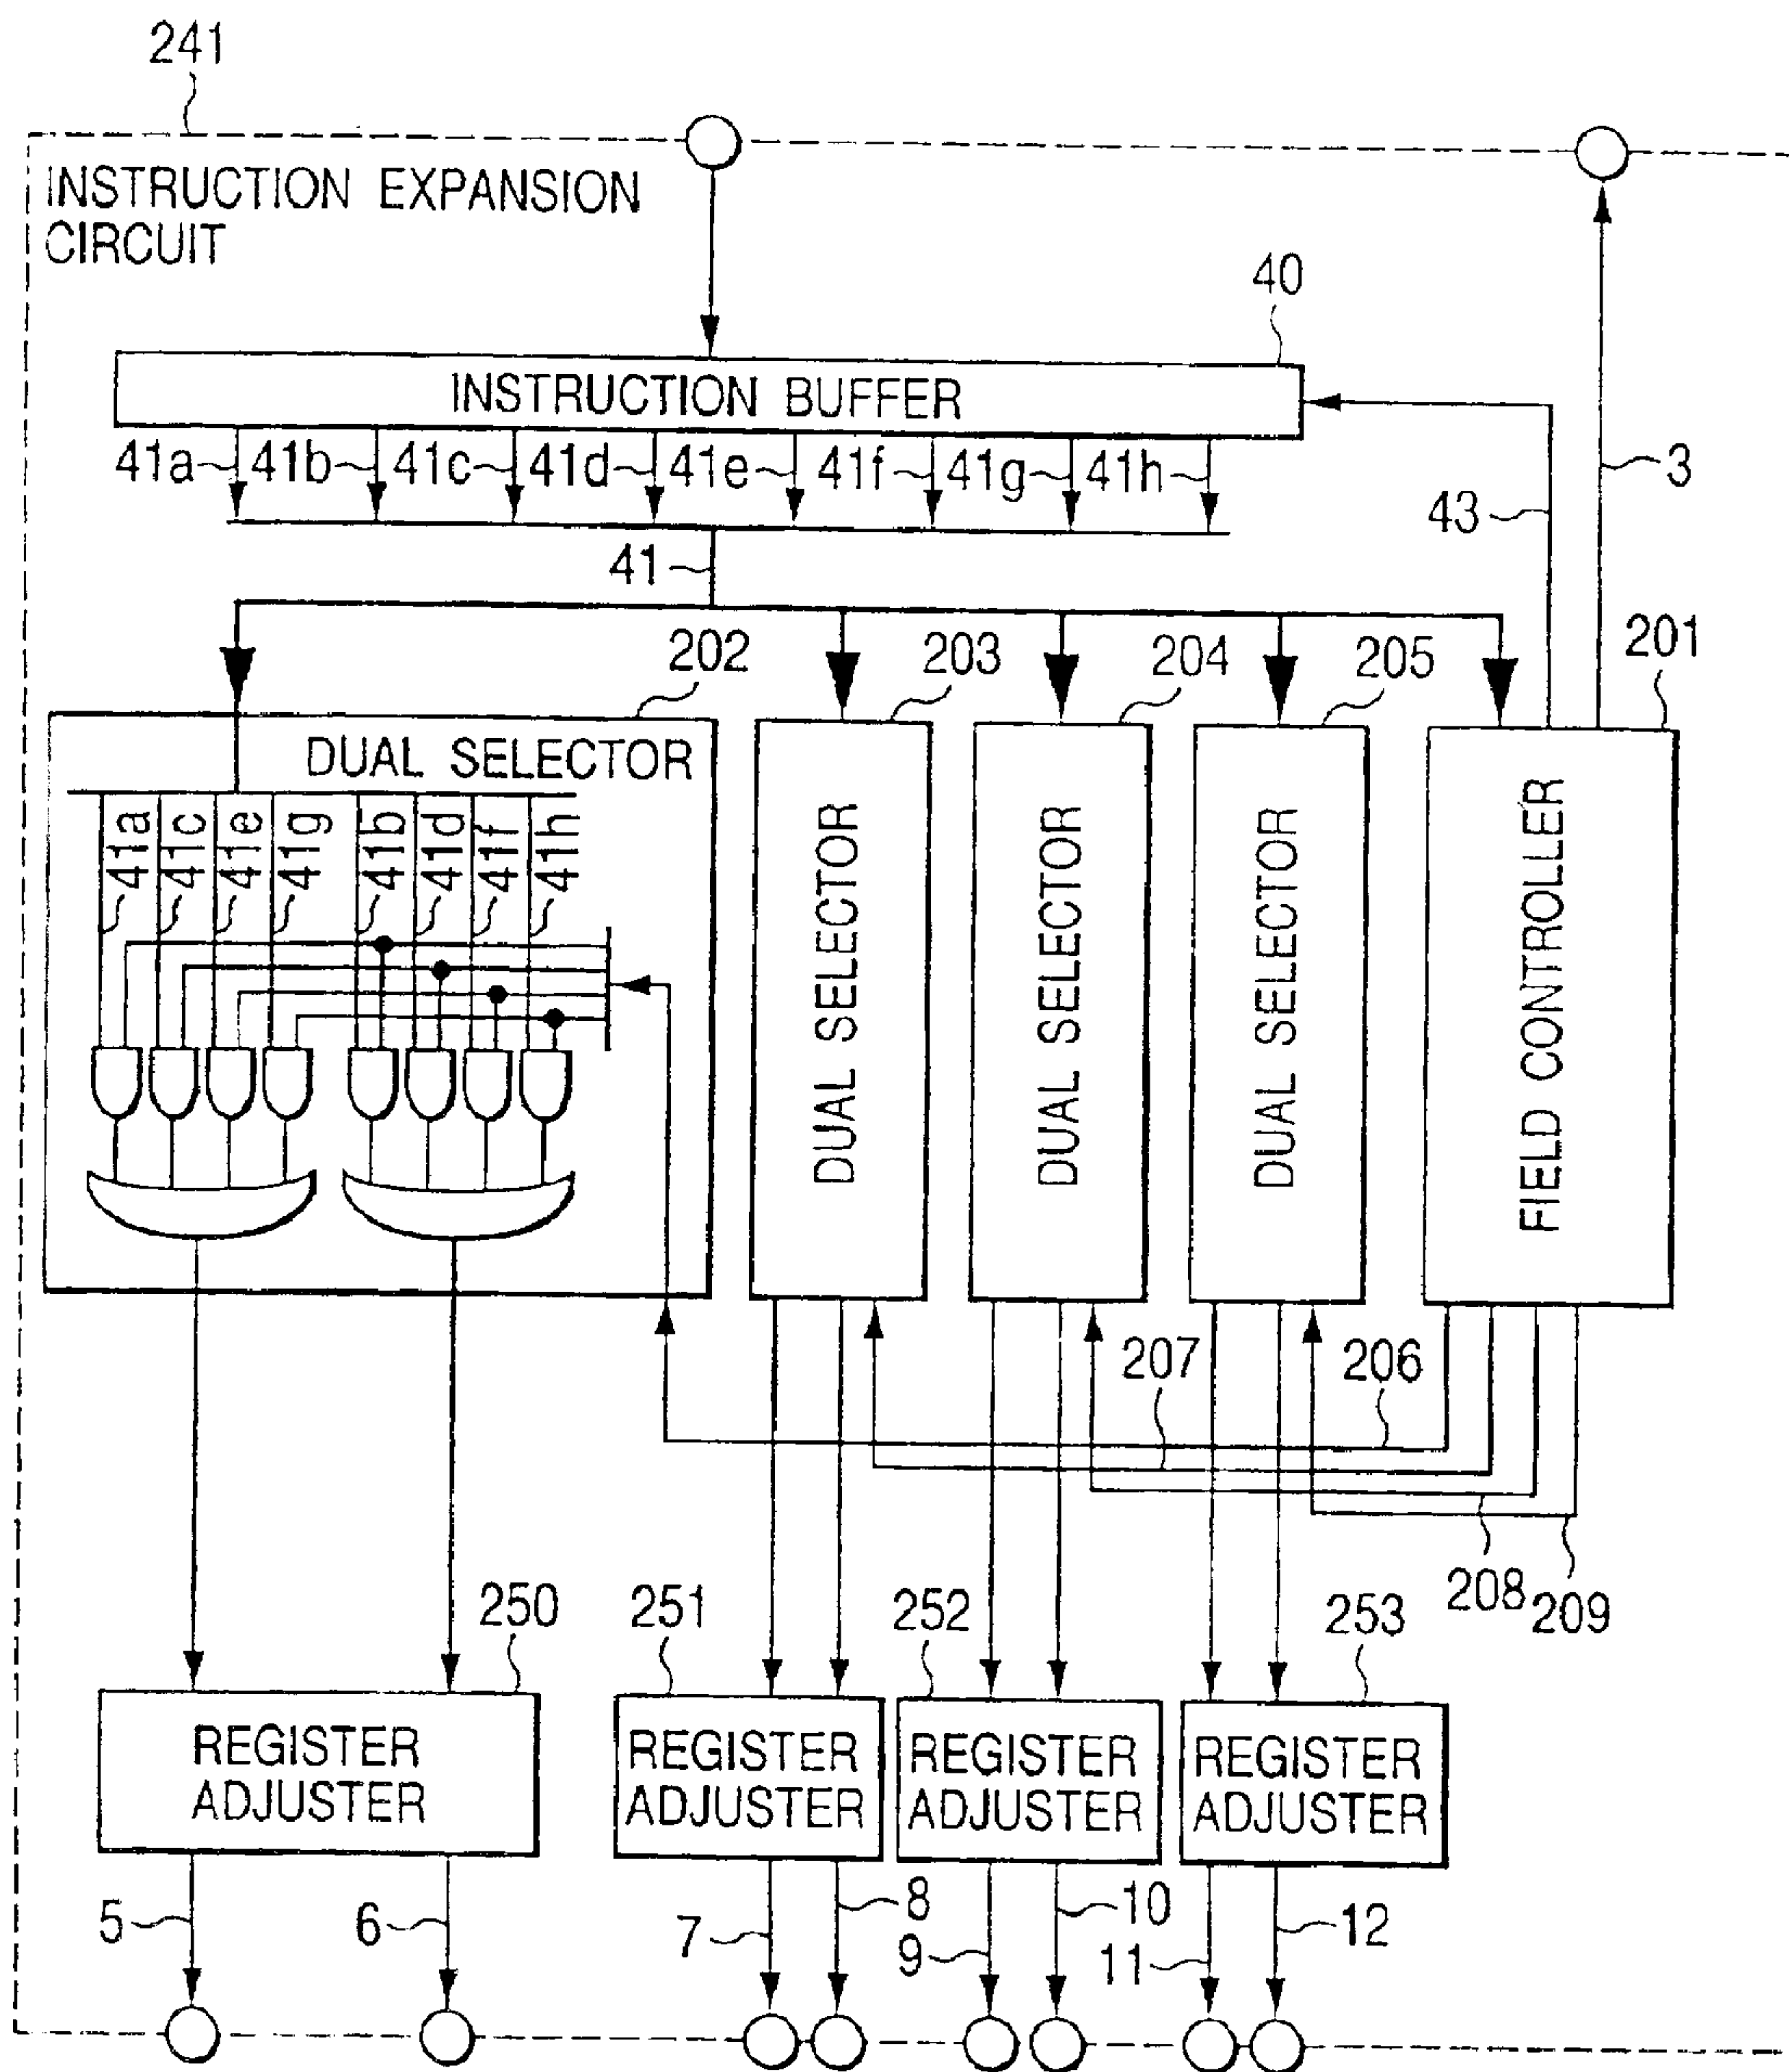 241
INSTRUCTION EXPANSION
CIRCUIT
40
INSTRUCTION BUFFER
41a 41b 41c 41d 41e 41f 41g 41h
43
3
41
202
203
204
205
201
DUAL SELECTOR
41a
41c
41e
41g
41b
41d
41f
41h
DUAL SELECTOR
DUAL SELECTOR
DUAL SELECTOR
FIELD CONTROLLER
207
206
208
209
250
251
252
253
REGISTER
ADJUSTER
REGISTER
ADJUSTER
REGISTER
ADJUSTER
REGISTER
ADJUSTER
5
6
7
8
9
10
11
12